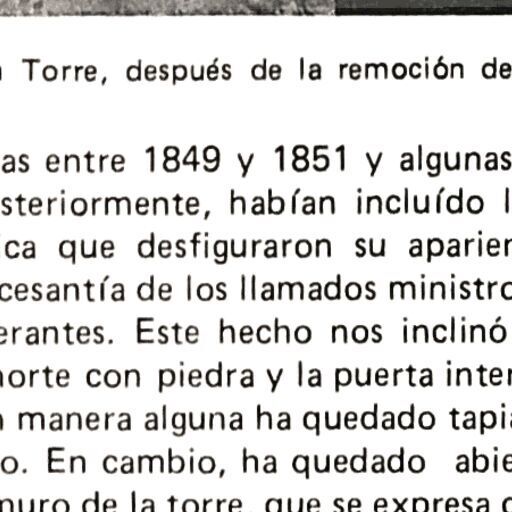 Torre, después de la remoción de
as entre 1849 y 1851 y algunas
steriormente, habían incluído
ica que desfiguraron su aparien
cesantía de los llamados ministro
erantes. Este hecho nos inclinó
norte con piedra y la puerta inter
manera alguna ha quedado tapia
o. En cambio, ha quedado abie
muro de la torre, que se expresa